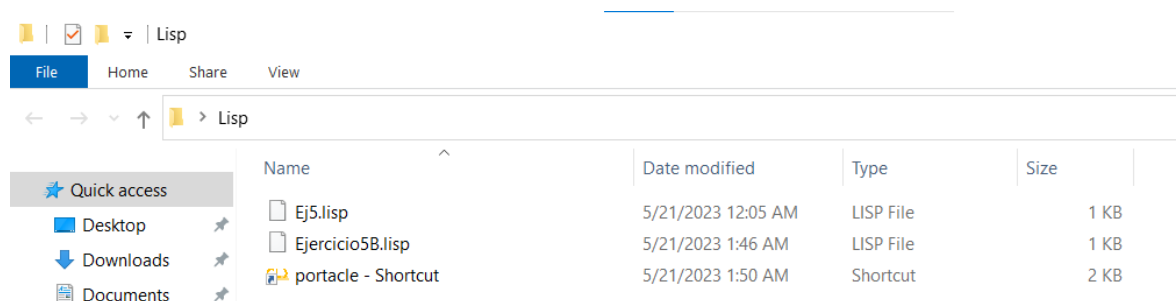 Lisp
File Home Share View
Lisp
Name Date modified Type Size
Quick access
Desktop
Downloads
Documents
Ej5.lisp 5/21/2023 12:05 AM LISP File 1 KB
Ejercicio5B.lisp 5/21/2023 1:46 AM LISP File 1 KB
portacle - Shortcut 5/21/2023 1:50 AM Shortcut 2 KB